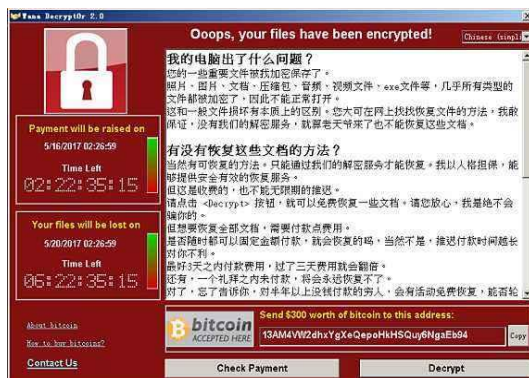 Wana Decrypt0r 2.0
Ooops, your files have been encrypted!
Chinese (simpli
我的电脑出了什么问题？
您的一些重要文件被我加密保存了。
照片、图片、文档、压缩包、音频、视频文件、exe文件等，几乎所有类型的
文件都被加密了，因此不能正常打开。
这和一般文件损坏有本质上的区别。您大可在网上找找恢复文件的方法，我敢
保证，没有我们的解密服务，就算老天爷来了也不能恢复这些文档。
有没有恢复这些文档的方法？
当然有可恢复的方法。只能通过我们的解密服务才能恢复。我以人格担保，能
够提供安全有效的恢复服务。
但这是收费的，也不能无限期的推迟。
请点击 <Decrypt> 按钮，就可以免费恢复一些文档。请您放心，我是绝不会
骗你的。
但想要恢复全部文档，需要付款点费用。
是否随时都可以固定金额付款，就会恢复的吗，当然不是，推迟付款时间越长
对你不利。
最好3天之内付款费用，过了三天费用就会翻倍。
还有，一个礼拜之内未付款，将会永远恢复不了。
对了，忘了告诉你，对半年以上没钱付款的穷人，会有活动免费恢复，能否轮
Payment will be raised on
5/16/2017 02:26:59
Time Left
02:22:35:15
Your files will be lost on
5/20/2017 02:26:59
Time Left
06:22:35:15
About bitcoin
How to buy bitcoins?
Contact Us
bitcoin
ACCEPTED HERE
Send $300 worth of bitcoin to this address:
13AM4VW2dhxYgXeQepoHkHSQuy6NgaEb94
Copy
Check Payment
Decrypt